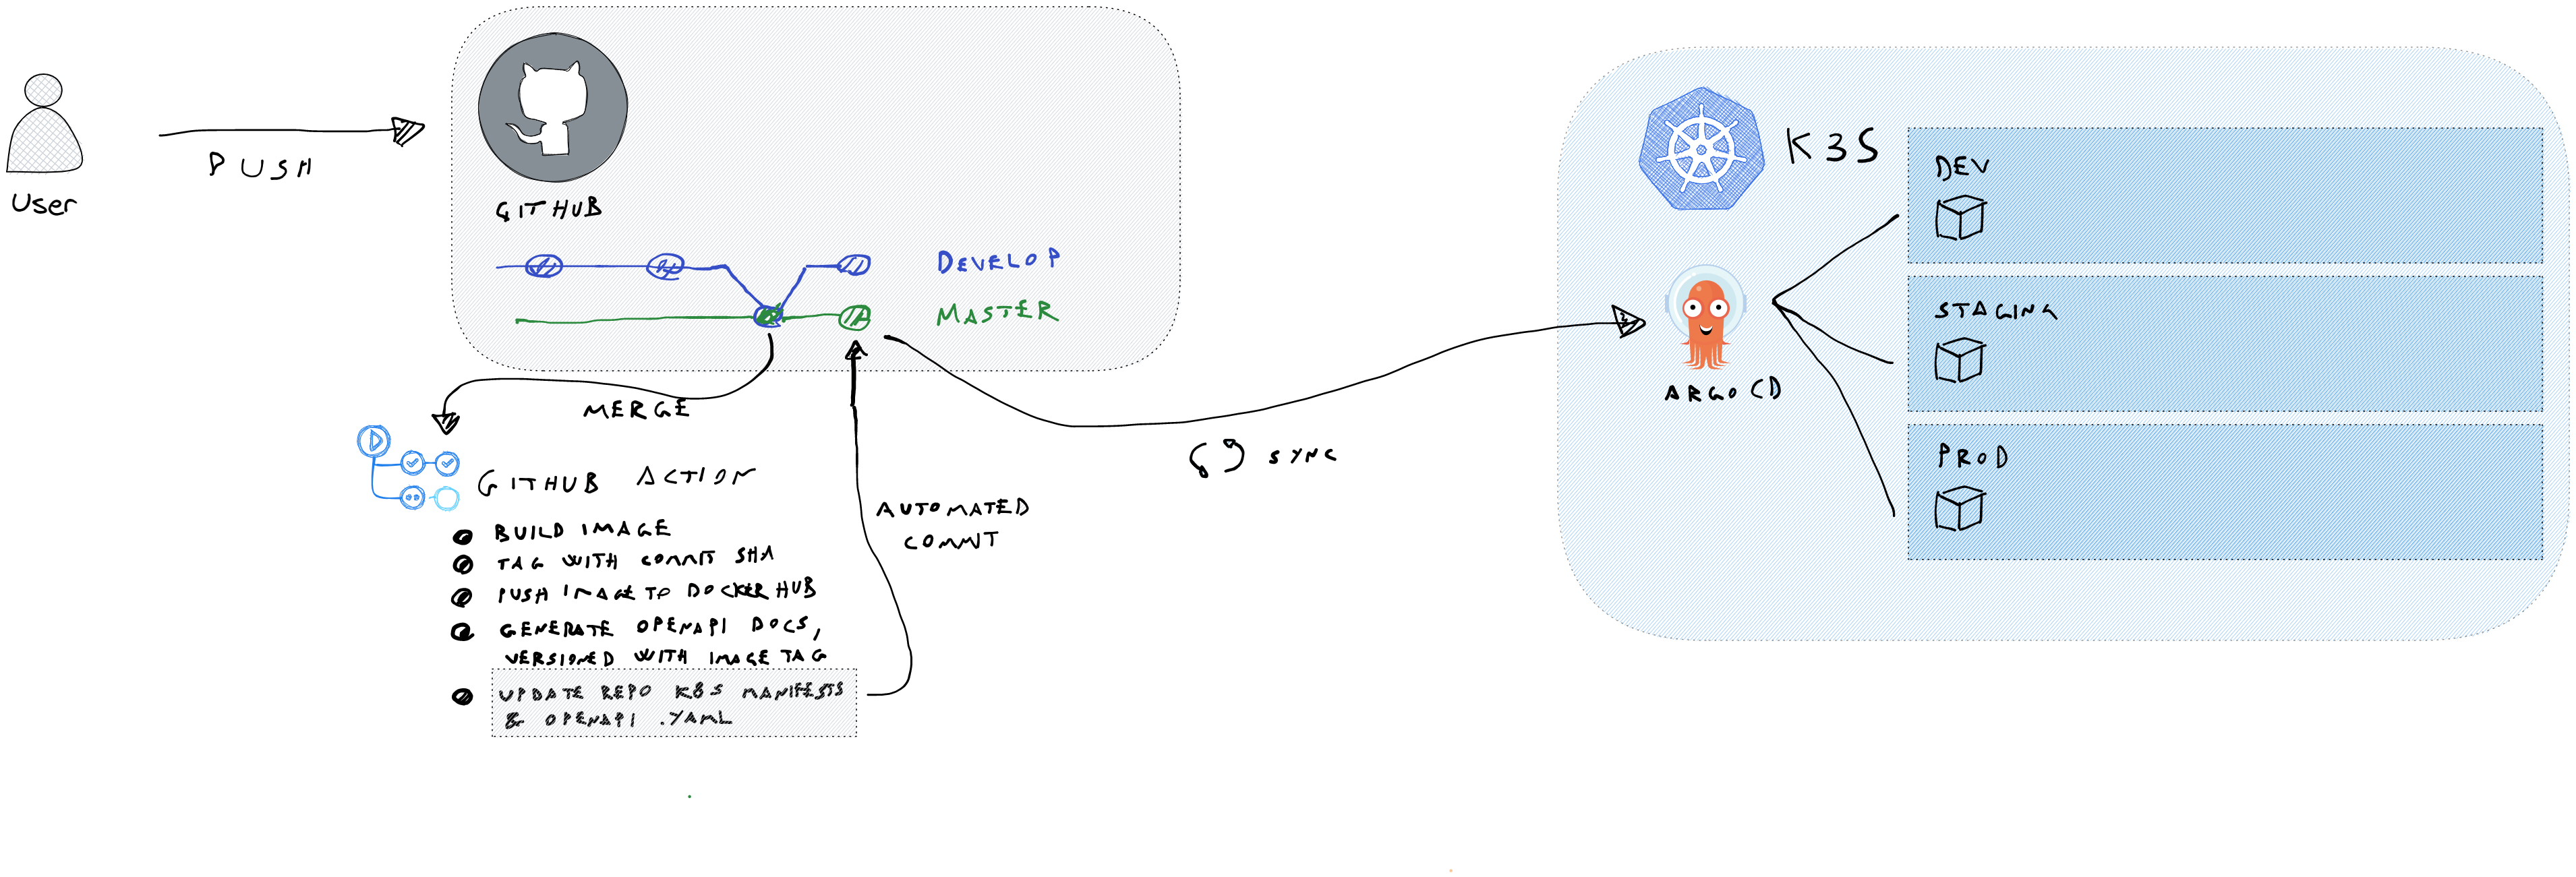 User
PUSH
GITHUB
DEVELOP
MASTER
MERGE
GITHUB ACTION
BUILD IMAGE
TAG WITH COMMIT SHA
PUSH IMAGE TO DOCKER HUB
GENERATE OPENAPI DOCS,
VERSIONED WITH IMAGE TAG
UPDATE REPO K8S MANIFESTS
& OPENAPI .YAML
AUTOMATED
COMMIT
SYNC
K3S
ARGO CD
DEV
STAGING
PROD